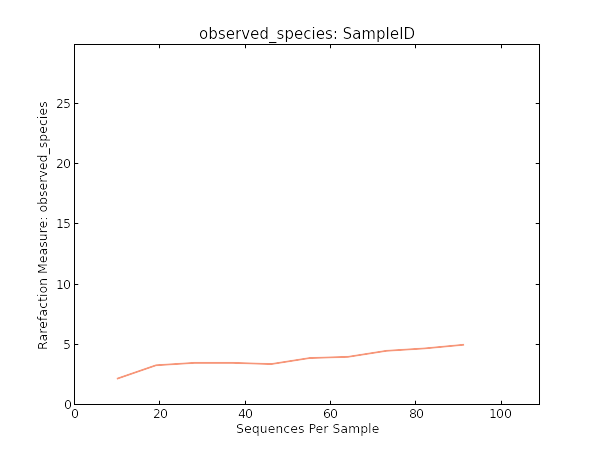 observed_species: SampleID
Rarefaction Measure: observed_species
25
20
15
10
5
0
0 20 40 60 80 100
Sequences Per Sample